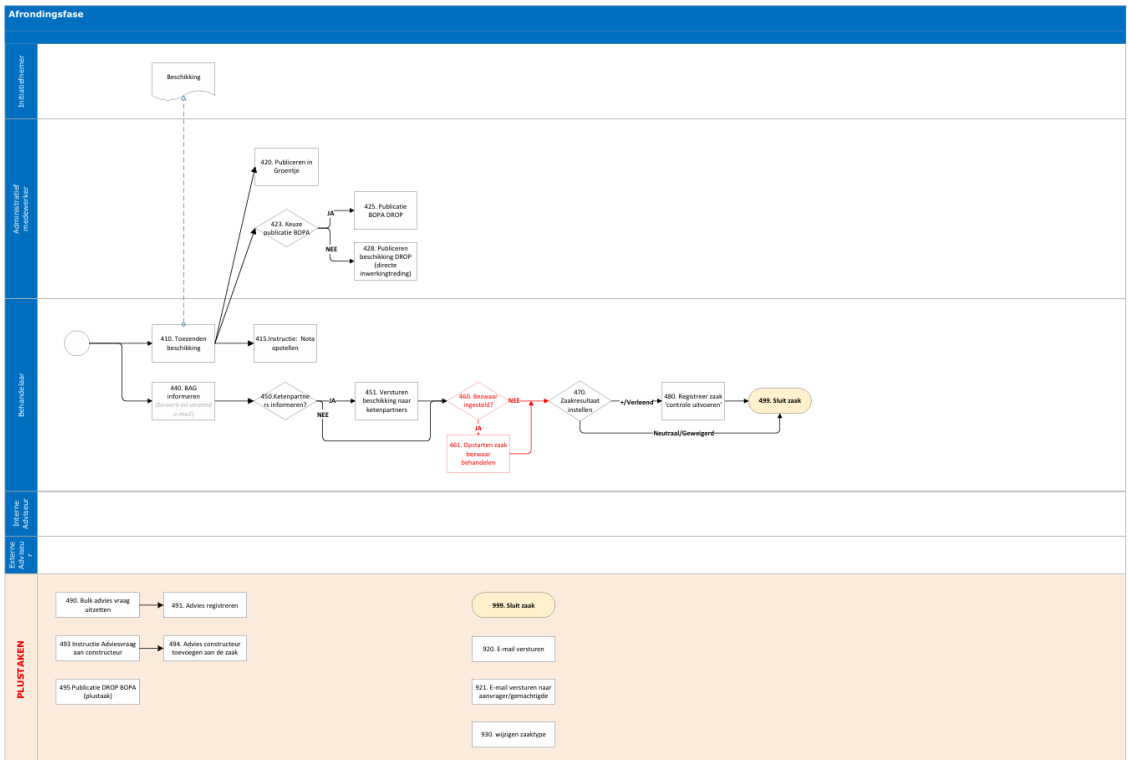 Afrondingsfase
Initiatiefnemer
Beschikking
Administratief
medewerker
420. Publiceren in
Groentje
423. Keuze
publicatie BOPA
JA
425. Publicatie
BOPA DROP
NEE
428. Publiceren
beschikking DROP
(directe
inwerkingtreding)
Behandelaar
410. Toezenden
beschikking
415.Instructie: Nota
opstellen
440. BAG
informeren
(bewerk en verzend
e-mail)
450.Ketenpartne
rs informeren?
JA
NEE
451. Versturen
beschikking naar
ketenpartners
460. Bezwaar
ingesteld?
NEE
JA
461. Opstarten zaak
bezwaar
behandelen
470.
Zaakresultaat
instellen
+/Verleend
Neutraal/Geweigerd
480. Registreer zaak
'controle uitvoeren'
499. Sluit zaak
Interne
Adviseur
Externe
Adviseu
r
PLUSTAKEN
490. Bulk advies vraag
uitzetten
491. Advies registreren
999. Sluit zaak
493 Instructie Adviesvraag
aan constructeur
494. Advies constructeur
toevoegen aan de zaak
920. E-mail versturen
495 Publicatie DROP BOPA
(plustaak)
921. E-mail versturen naar
aanvrager/gemachtigde
930. wijzigen zaaktype